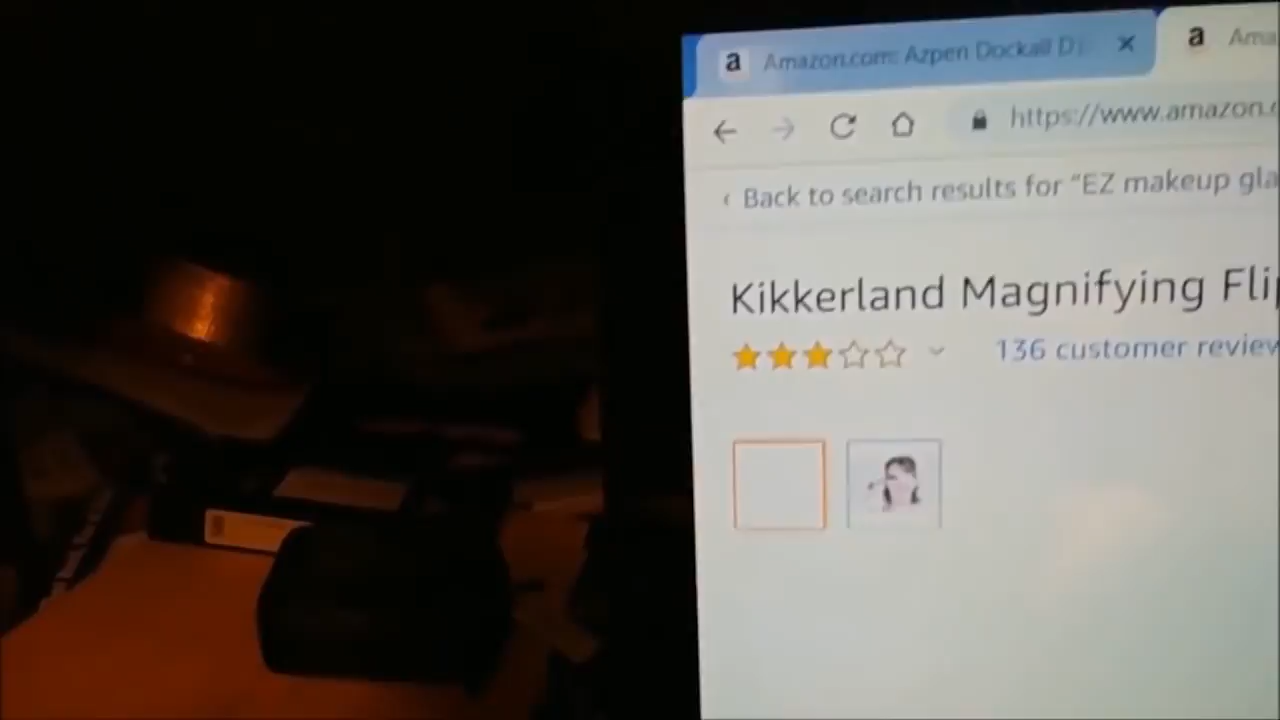 a Amazon.com: Azpen Dockall D
a Ama
https://www.amazon.
‹ Back to search results for "EZ makeup gla
Kikkerland Magnifying Fli
136 customer review